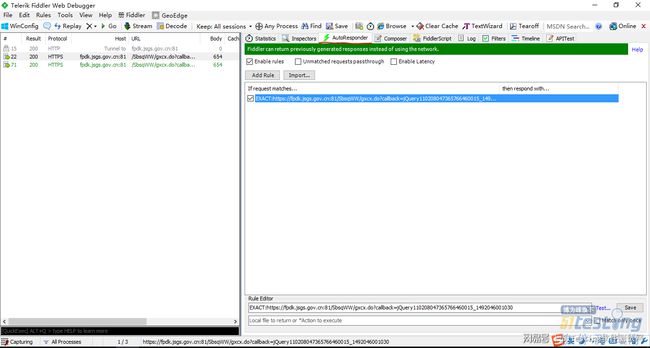 Telerik Fiddler Web Debugger
File Edit Rules Tools View Help Fiddler GeoEdge
WinConfig Replay Go Stream Decode Keep: All sessions Any Process Find Save Browse Clear Cache TextWizard Tearoff MSDN Search... Online
# Result Protocol Host URL Body Cach
15 200 HTTP Tunnel to fpdk.jsgs.gov.cn:81 0
22 200 HTTPS fpdk.jsgs.gov.cn:81 /SbsqWW/gxcx.do?callba... 654
71 200 HTTPS fpdk.jsgs.gov.cn:81 /SbsqWW/gxcx.do?callba... 654
Statistics Inspectors AutoResponder Composer FiddlerScript Log Filters Timeline APITest
Fiddler can return previously generated responses instead of using the network.
Help
Enable rules Unmatched requests passthrough Enable Latency
Add Rule Import...
If request matches... then respond with...
EXACT:https://fpdk.jsgs.gov.cn:81/SbsqWW/gxcx.do?callback=jQuery110208047365766460015_1492046...
Rule Editor
EXACT:https://fpdk.jsgs.gov.cn:81/SbsqWW/gxcx.do?callback=jQuery110208047365766460015_1492046001030 Test... Save
Local file to return or *Action to execute Match only once
51testing
QuickExec] ALT+Q > Type HELP to learn more
Capturing All Processes 1 / 3 https://fpdk.jsgs.gov.cn:81/SbsqWW/gxcx.do?callback=jQuery110208047365766460015_1492046001030